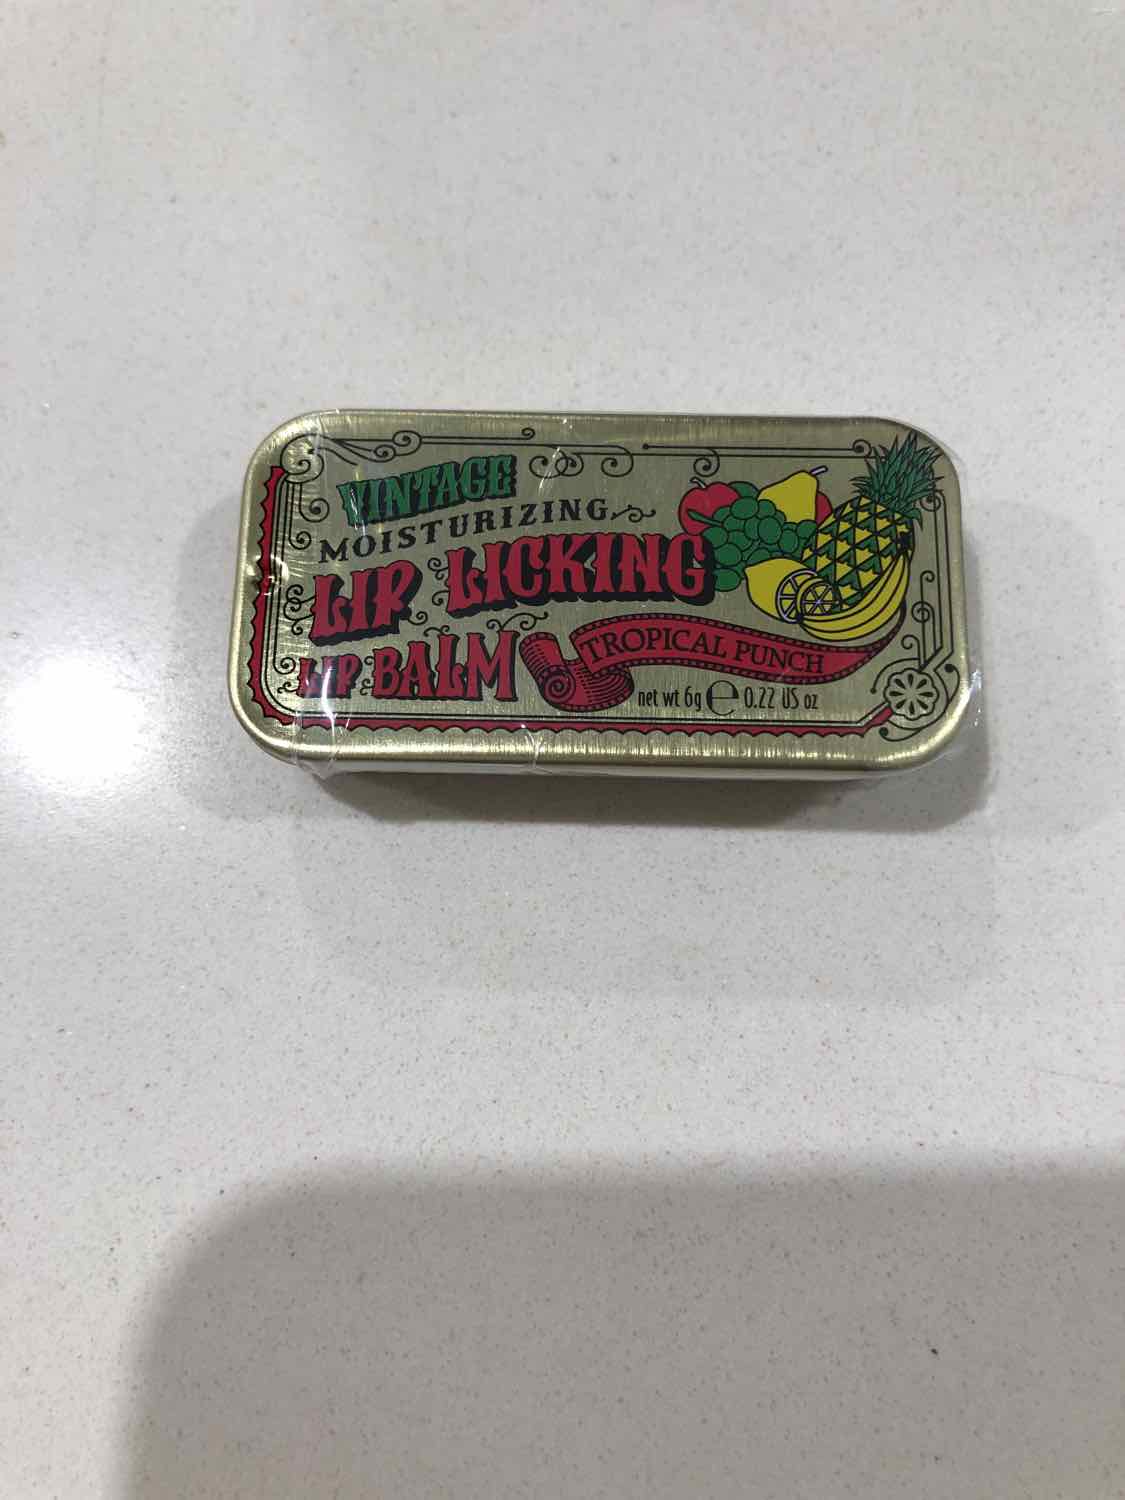 VINTAGE
MOISTURIZING
LIP LICKING
LIP BALM
TROPICAL PUNCH
net wt 6g ℮ 0.22 US oz